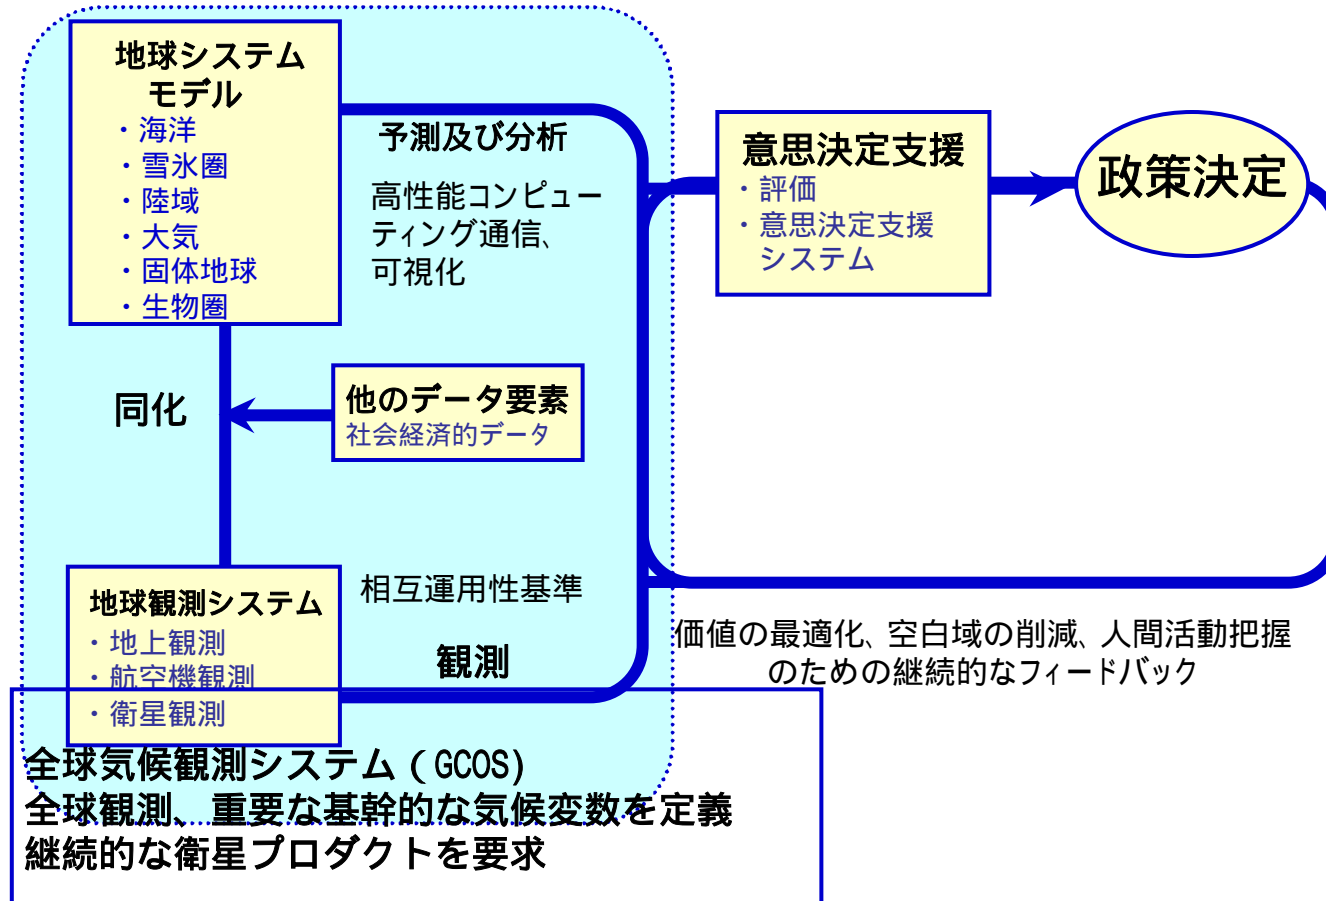 地球システム
モデル
・海洋
・雪氷圏
・陸域
・大気
・固体地球
・生物圏
予測及び分析
高性能コンピュー
ティング通信、
可視化
意思決定支援
・評価
・意思決定支援
システム
政策決定
同化
他のデータ要素
社会経済的データ
地球観測システム
・地上観測
・航空機観測
・衛星観測
相互運用性基準
観測
価値の最適化、空白域の削減、人間活動把握
のための継続的なフィードバック
全球気候観測システム（GCOS)
全球観測、重要な基幹的な気候変数を定義
継続的な衛星プロダクトを要求